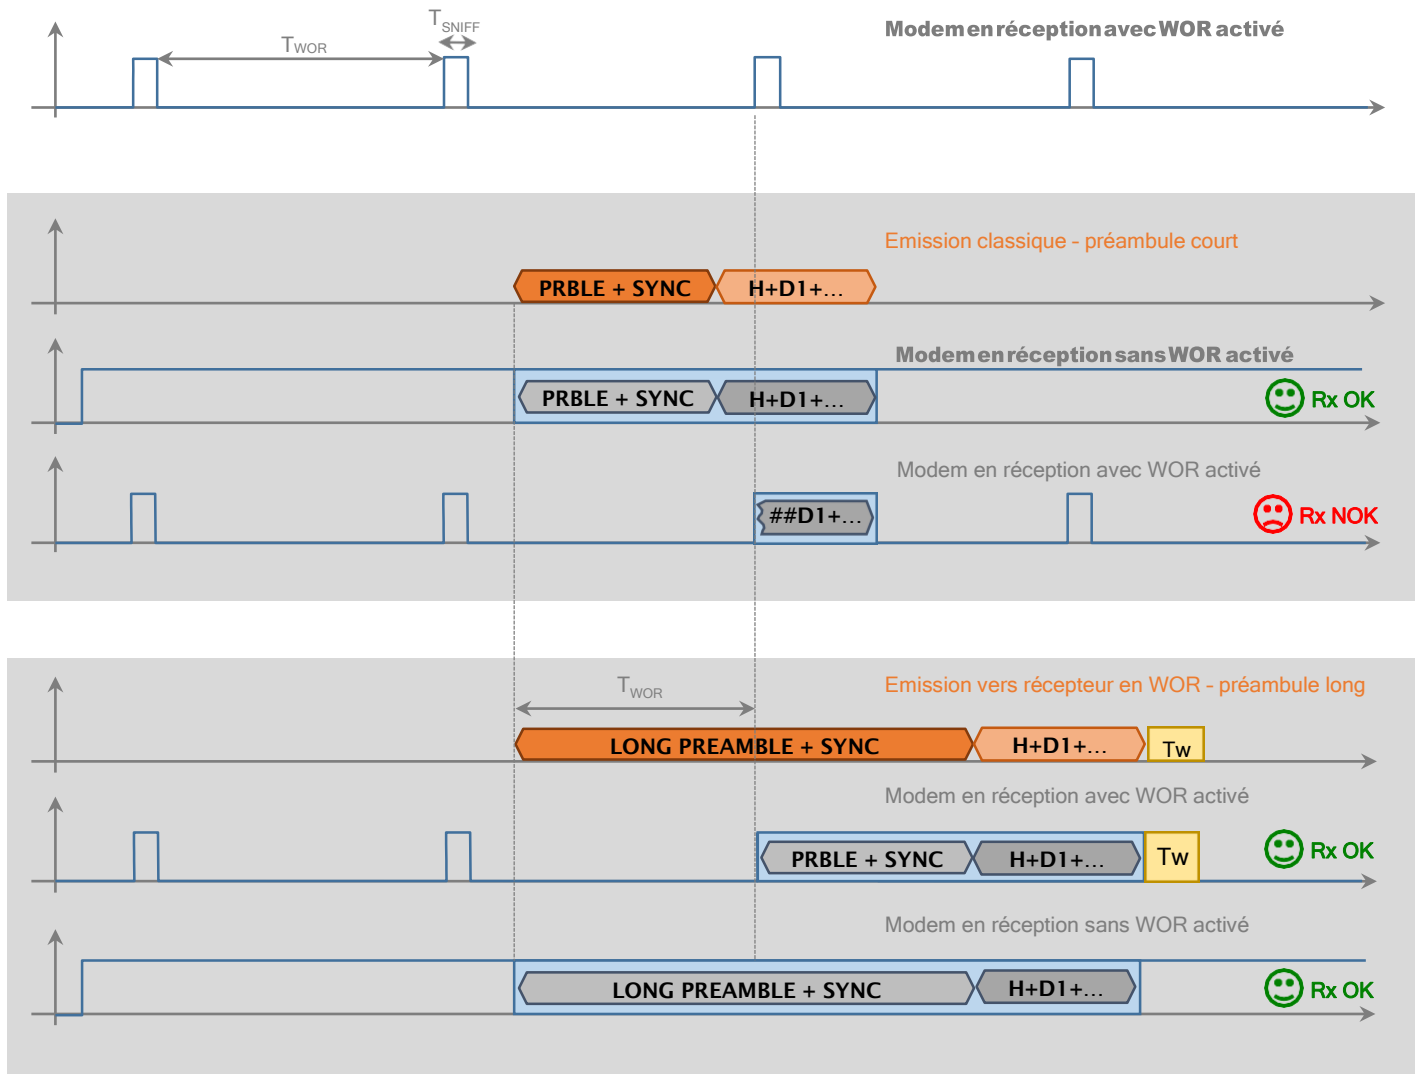 T SNIFF
Modem en réception avec WOR activé
T WOR
Emission classique - préambule court
PRBLE + SYNC H+D1+...
Modem en réception sans WOR activé
PRBLE + SYNC H+D1+...
Rx OK
Modem en réception avec WOR activé
##D1+...
Rx NOK
T WOR
Emission vers récepteur en WOR - préambule long
LONG PREAMBLE + SYNC H+D1+... Tw
Modem en réception avec WOR activé
PRBLE + SYNC H+D1+... Tw
Rx OK
Modem en réception sans WOR activé
LONG PREAMBLE + SYNC H+D1+...
Rx OK